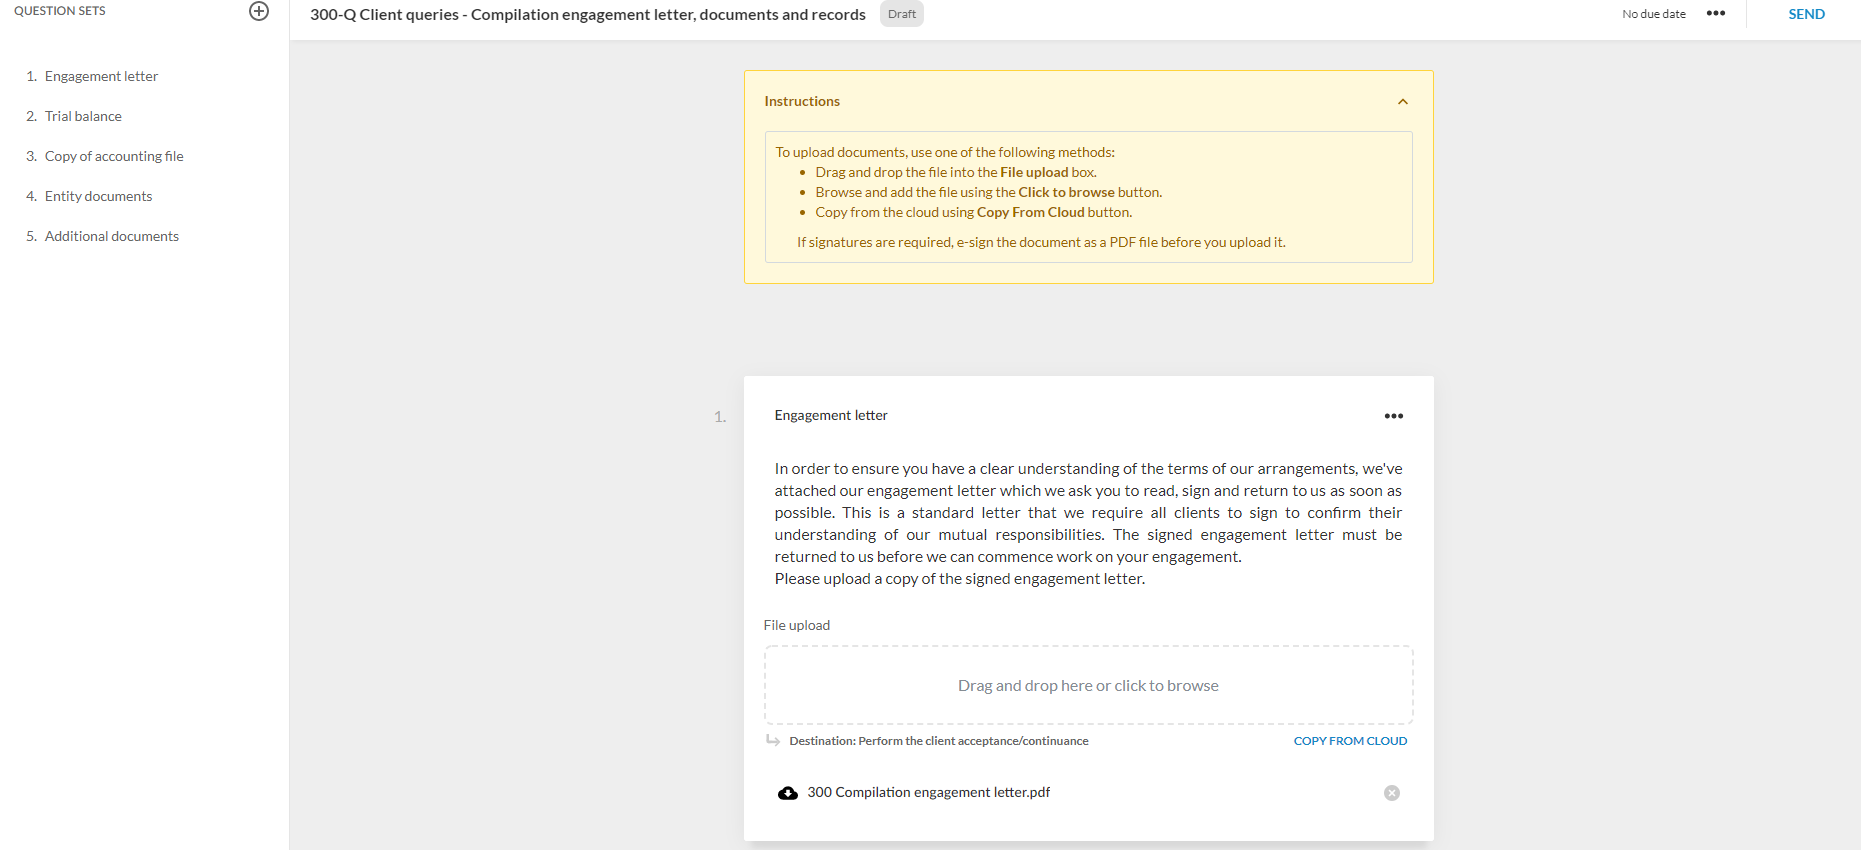 QUESTION SETS
1. Engagement letter
2. Trial balance
3. Copy of accounting file
4. Entity documents
5. Additional documents
300-Q Client queries - Compilation engagement letter, documents and records
Draft
No due date
SEND
Instructions
To upload documents, use one of the following methods:
• Drag and drop the file into the File upload box.
• Browse and add the file using the Click to browse button.
• Copy from the cloud using Copy From Cloud button.
If signatures are required, e-sign the document as a PDF file before you upload it.
1.
Engagement letter
In order to ensure you have a clear understanding of the terms of our arrangements, we've
attached our engagement letter which we ask you to read, sign and return to us as soon as
possible. This is a standard letter that we require all clients to sign to confirm their
understanding of our mutual responsibilities. The signed engagement letter must be
returned to us before we can commence work on your engagement.
Please upload a copy of the signed engagement letter.
File upload
Drag and drop here or click to browse
Destination: Perform the client acceptance/continuance
COPY FROM CLOUD
300 Compilation engagement letter.pdf